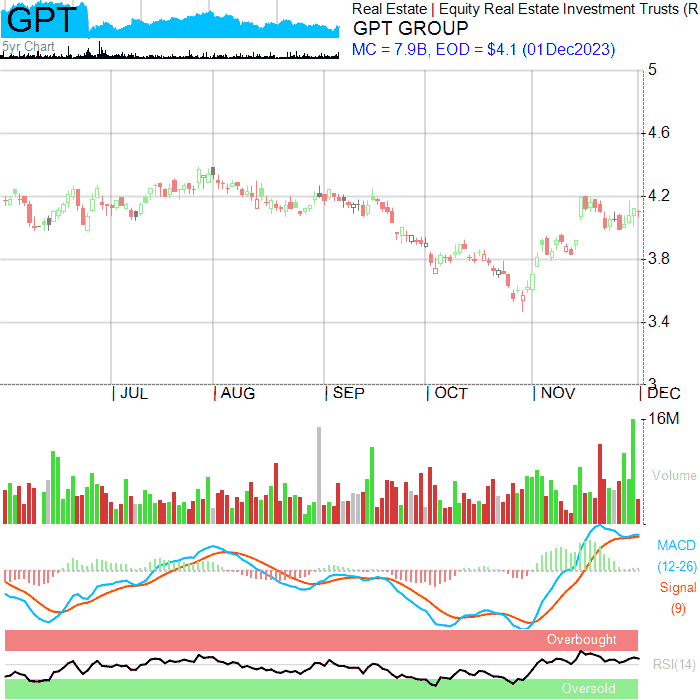 GPT
5yr Chart
Real Estate | Equity Real Estate Investment Trusts (R
GPT GROUP
MC = 7.9B, EOD = $4.1 (01Dec2023)
5
4.6
4.2
3.8
3.4
3
JUL
AUG
SEP
OCT
NOV
DEC
16M
Volume
MACD
(12-26)
Signal
(9)
Overbought
RSI(14)
Oversold